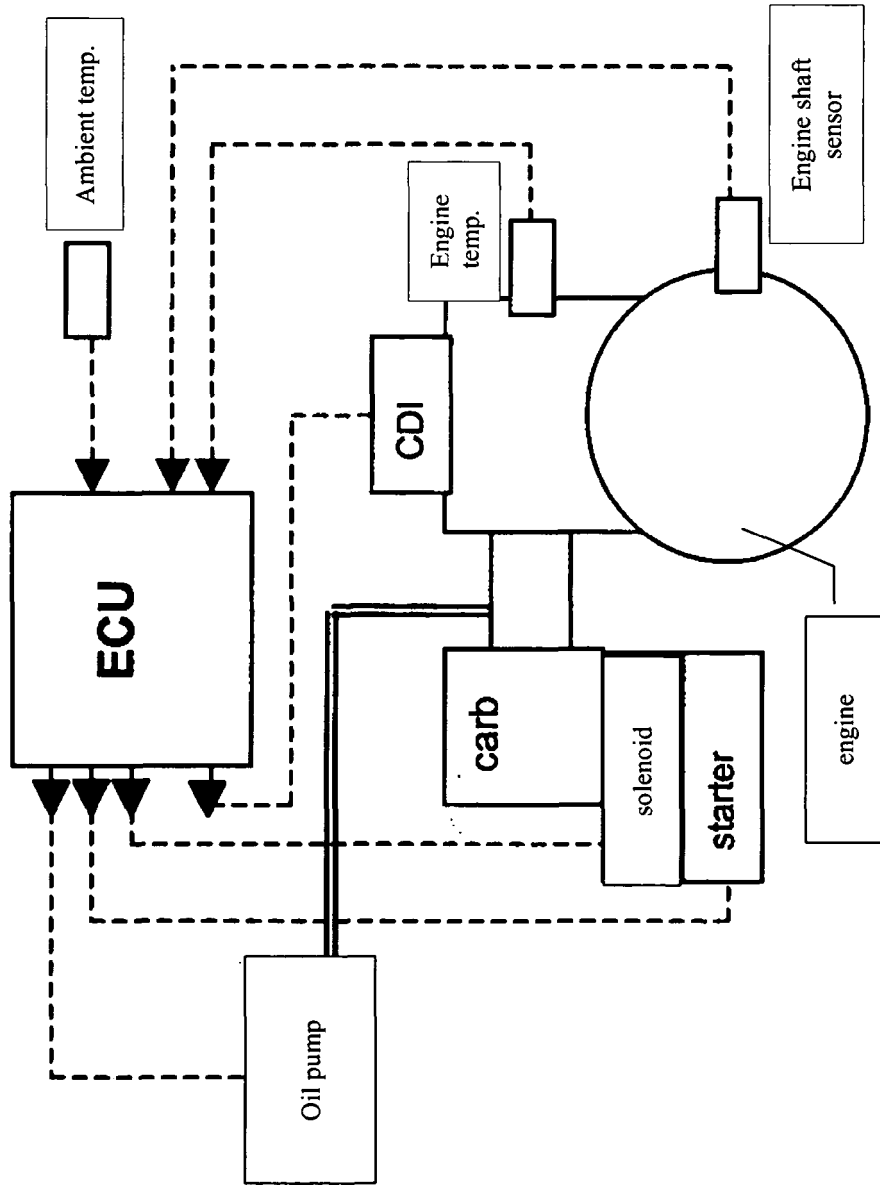 Ambient temp.
ECU
Engine shaft
sensor
Engine
temp.
CDI
carb
solenoid
starter
Oil pump
engine